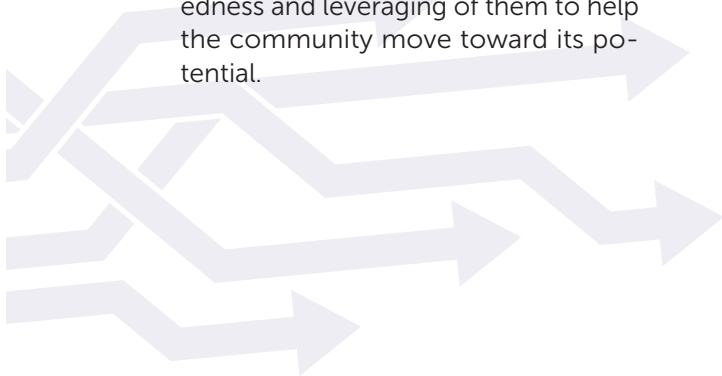 edness and leveraging of them to help
the community move toward its po-
tential.